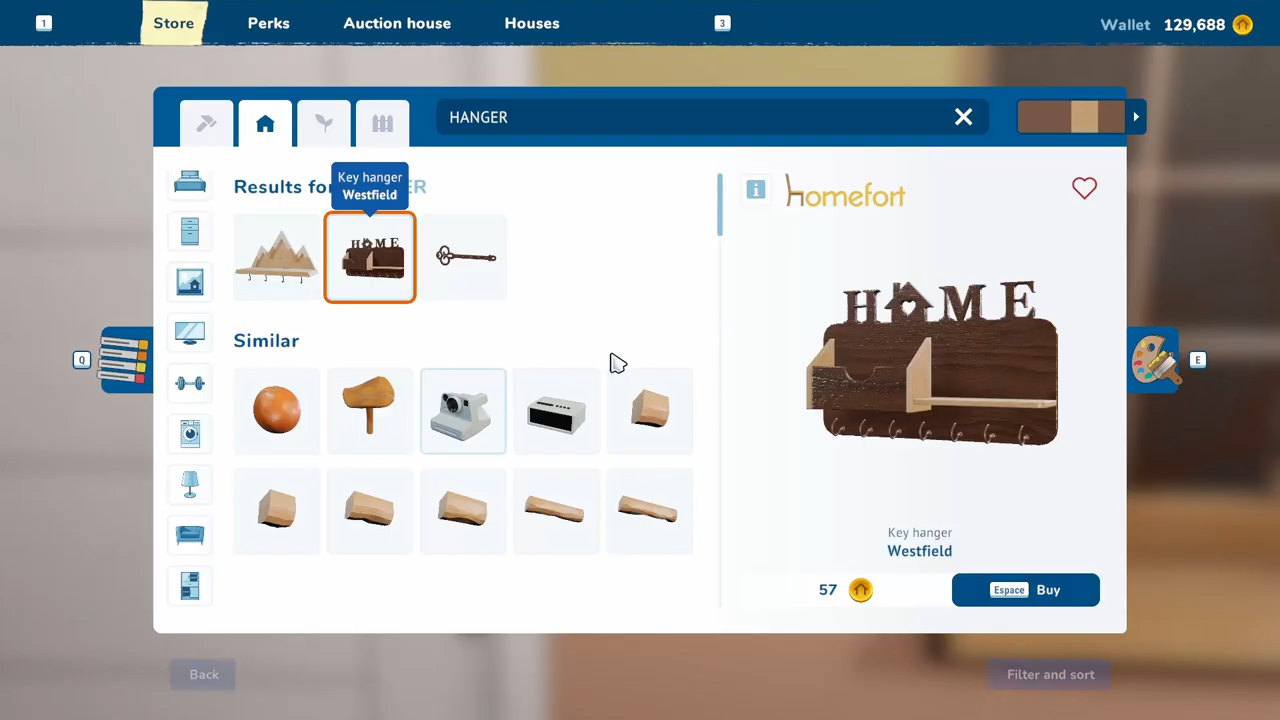 1
Store
Perks
Auction house
Houses
3
Wallet 129,688
HANGER
Key hanger
Westfield
Results for
ER
homefort
HOME
Similar
HOME
Q
E
Key hanger
Westfield
57
Espace Buy
Back
Filter and sort